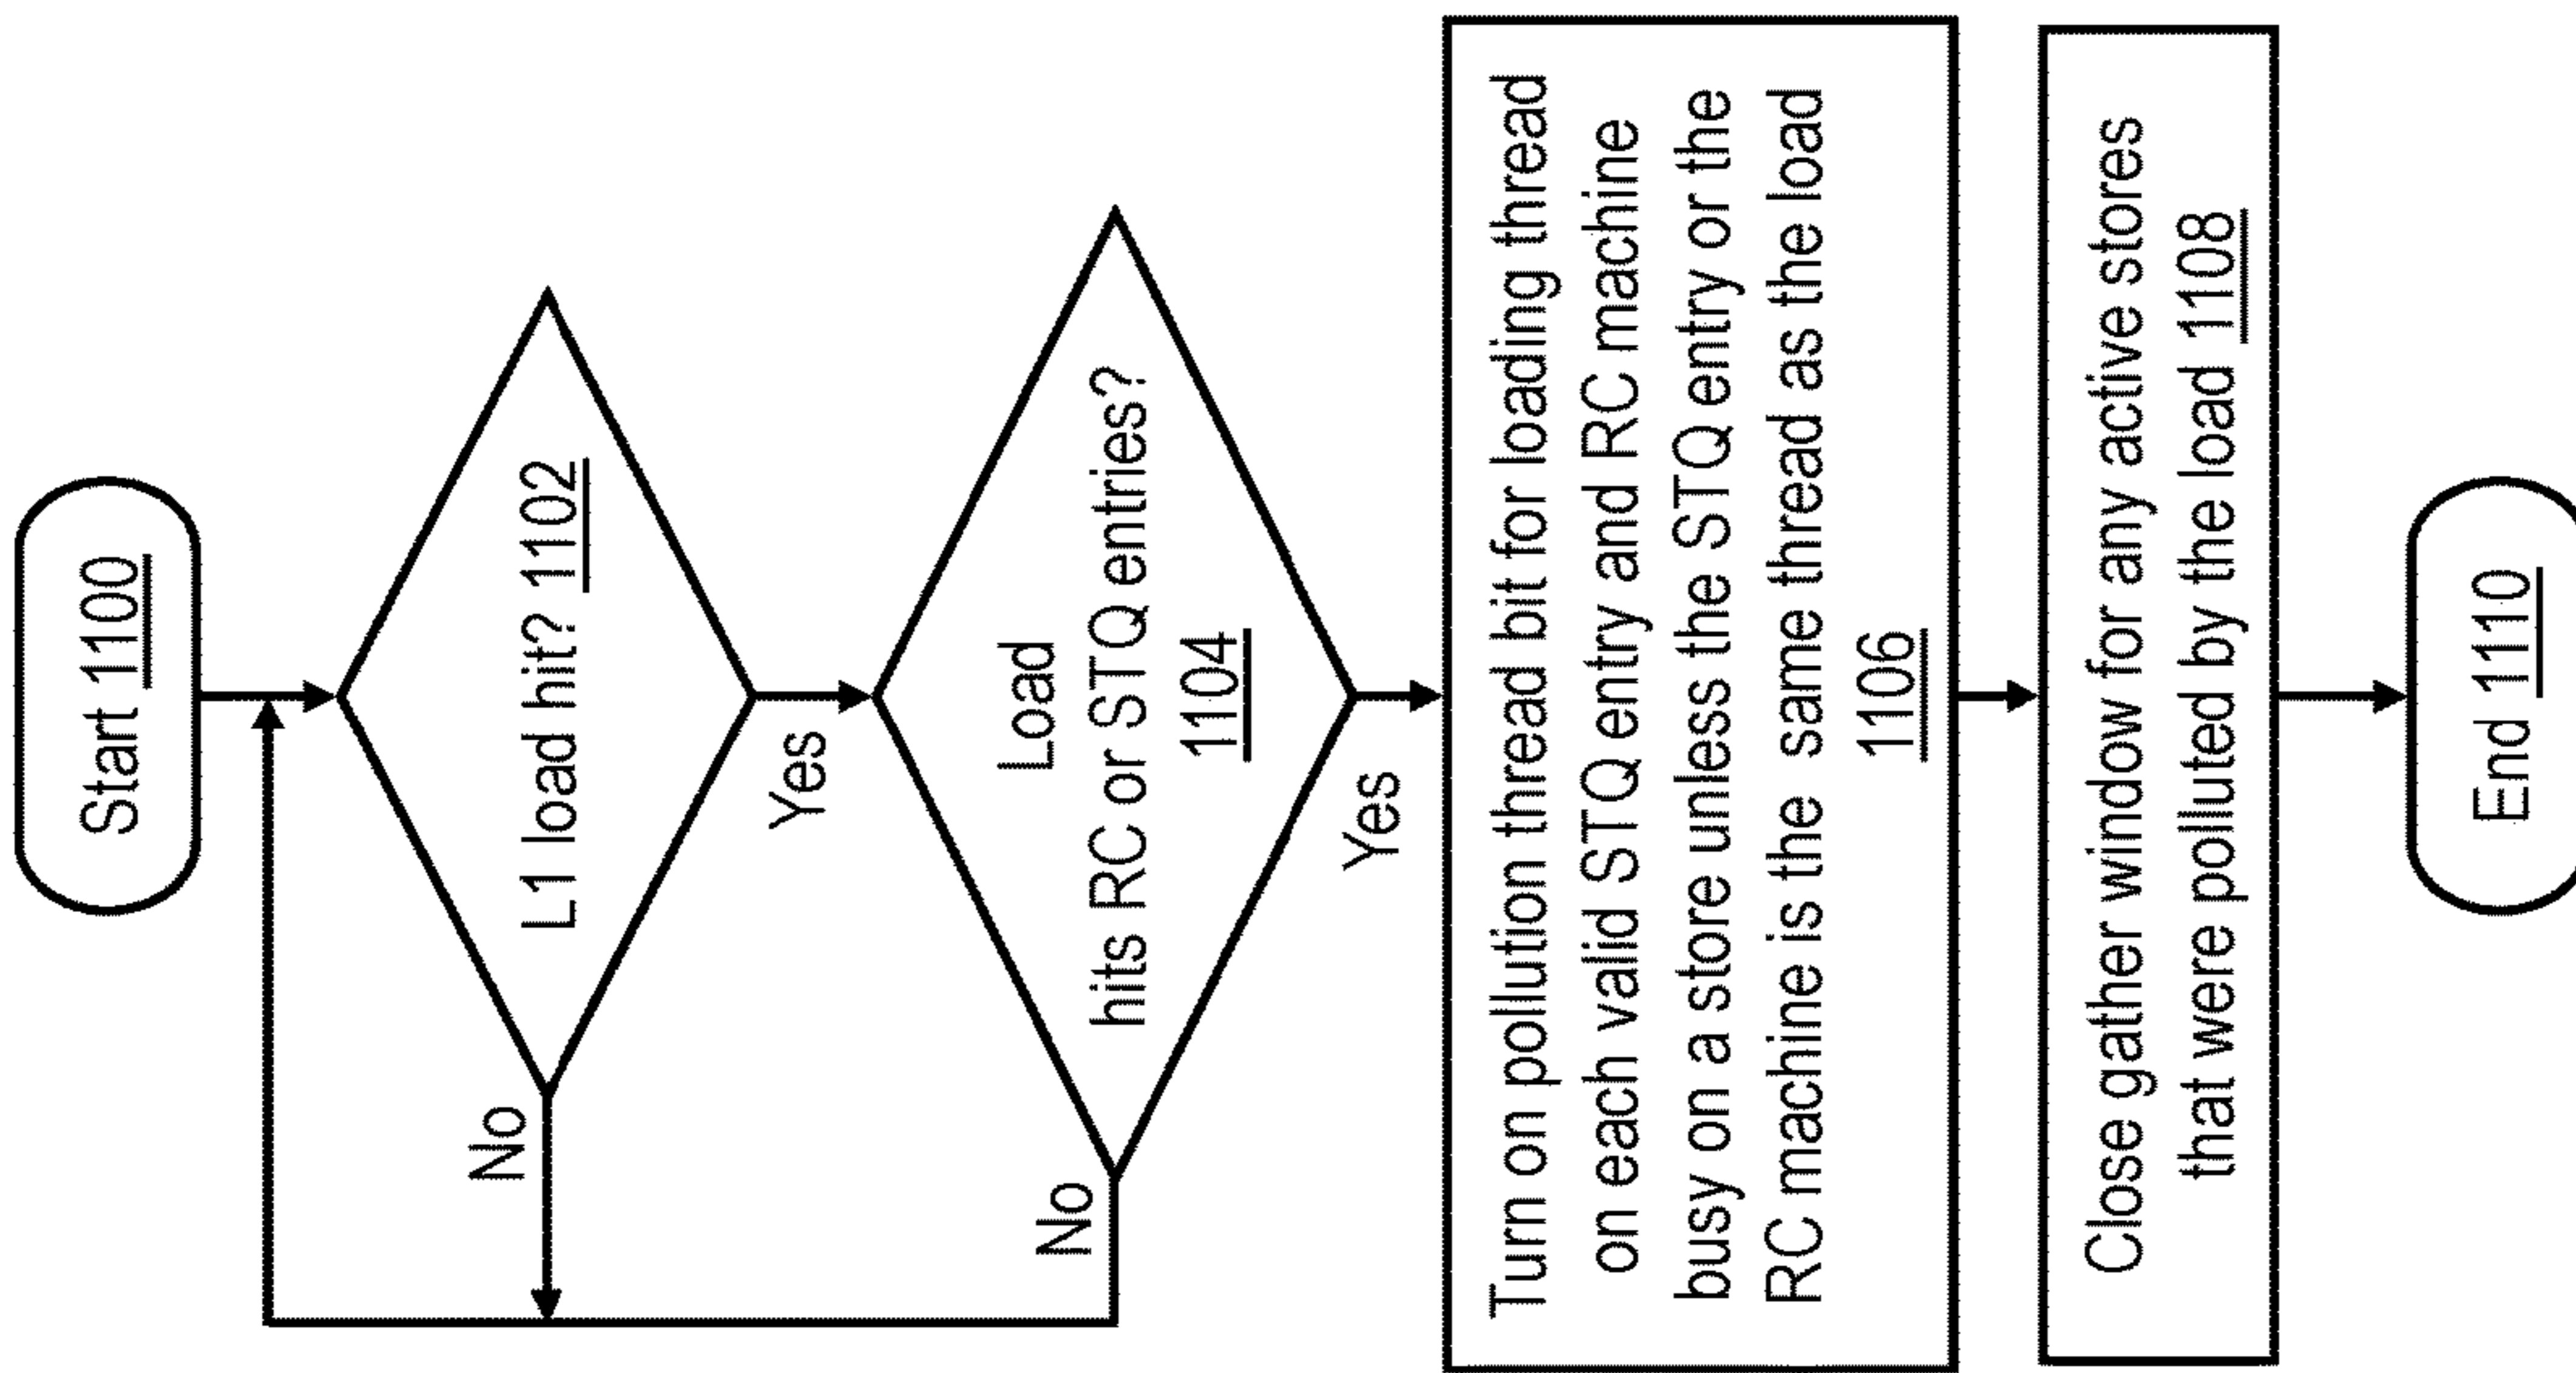 Start 1100
L1 load hit? 1102
No
Yes
Load
hits RC or STQ entries?
1104
No
Yes
Turn on pollution thread bit for loading thread
on each valid STQ entry and RC machine
busy on a store unless the STQ entry or the
RC machine is the same thread as the load
1106
Close gather window for any active stores
that were polluted by the load 1108
End 1110